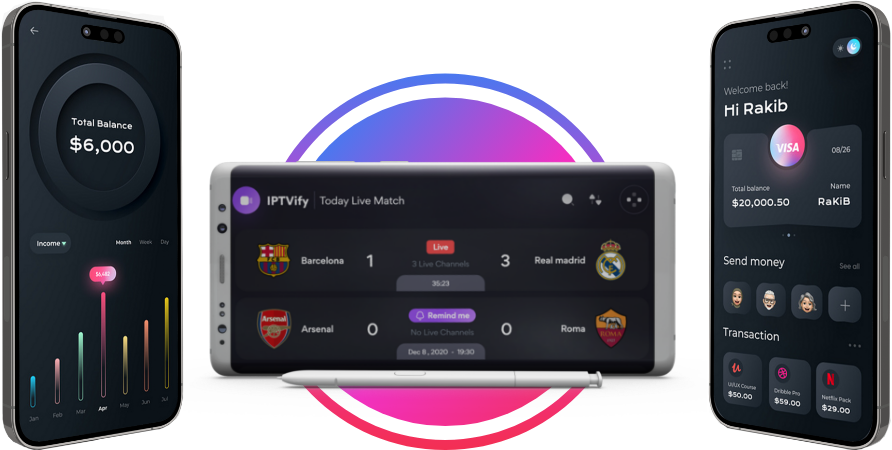 Total Balance
$6,000
Income
Month Week Day
$6,482
Jan Feb Mar Apr May Jun Jul
IPTVify Today Live Match
Live
Barcelona 1 3 Real madrid
3 Live Channels
35:23
Remind me
Arsenal
Arsenal 0 0 Roma
No Live Channels
ROMA
Dec 8, 2020 - 19:30
Welcome back!
Hi Rakib
VISA
08/26
Total balance Name
$20,000.50 RaKiB
Send money See all
Transaction
UI/UX Course
$50.00
Dribble Pro
$59.00
Netflix Pack
$29.00